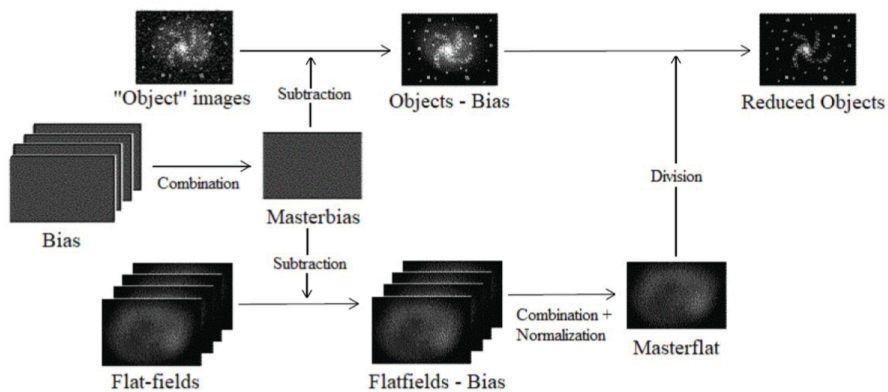 "Object" images
Subtraction
Objects - Bias
Reduced Objects
Combination
Bias
Masterbias
Division
Subtraction
Combination +
Normalization
Flat-fields
Flatfields - Bias
Masterflat